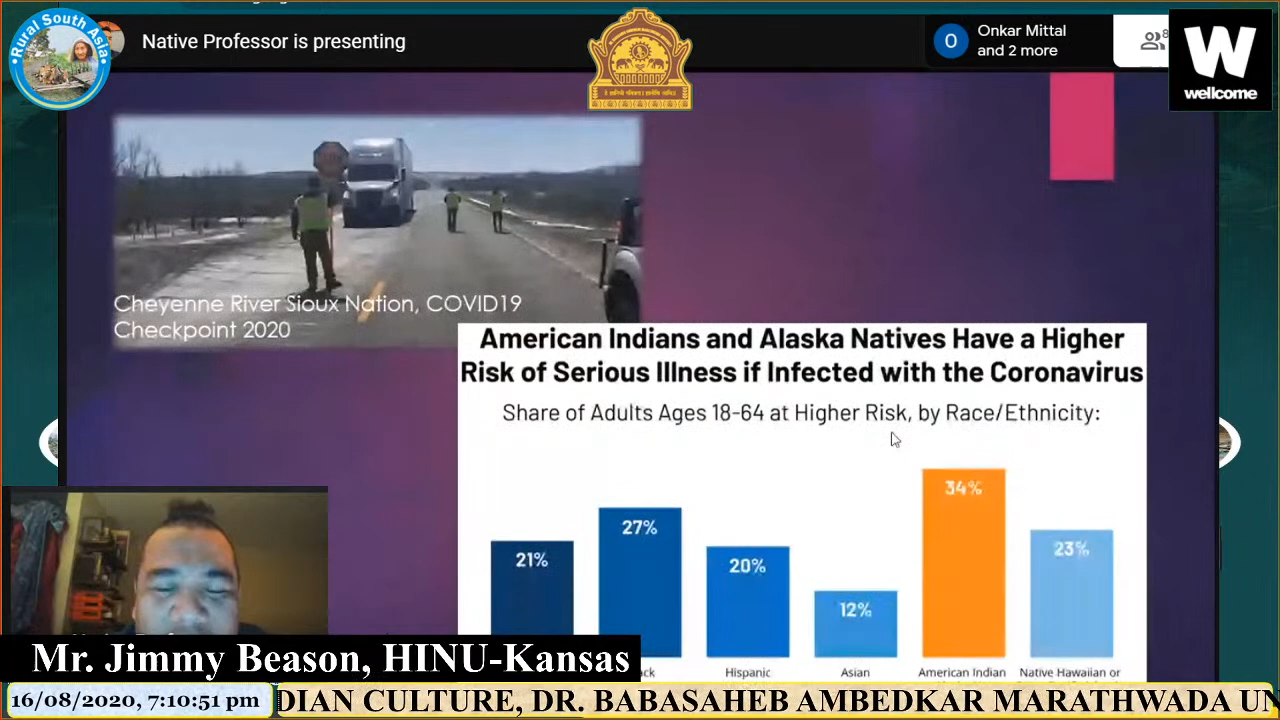 Rural South Asia
Native Professor is presenting
O
Onkar Mittal
and 2 more
8
W
wellcome
Cheyenne River Sioux Nation, COVID19
Checkpoint 2020
American Indians and Alaska Natives Have a Higher
Risk of Serious Illness if Infected with the Coronavirus
Share of Adults Ages 18-64 at Higher Risk, by Race/Ethnicity:
21%
27%
20%
12%
34%
23%
Hispanic
Asian
American Indian
Native Hawaiian or
Mr. Jimmy Beason, HINU-Kansas
16/08/2020, 7:10:51 pm
DIAN CULTURE, DR. BABASAHEB AMBEDKAR MARATHWADA UN